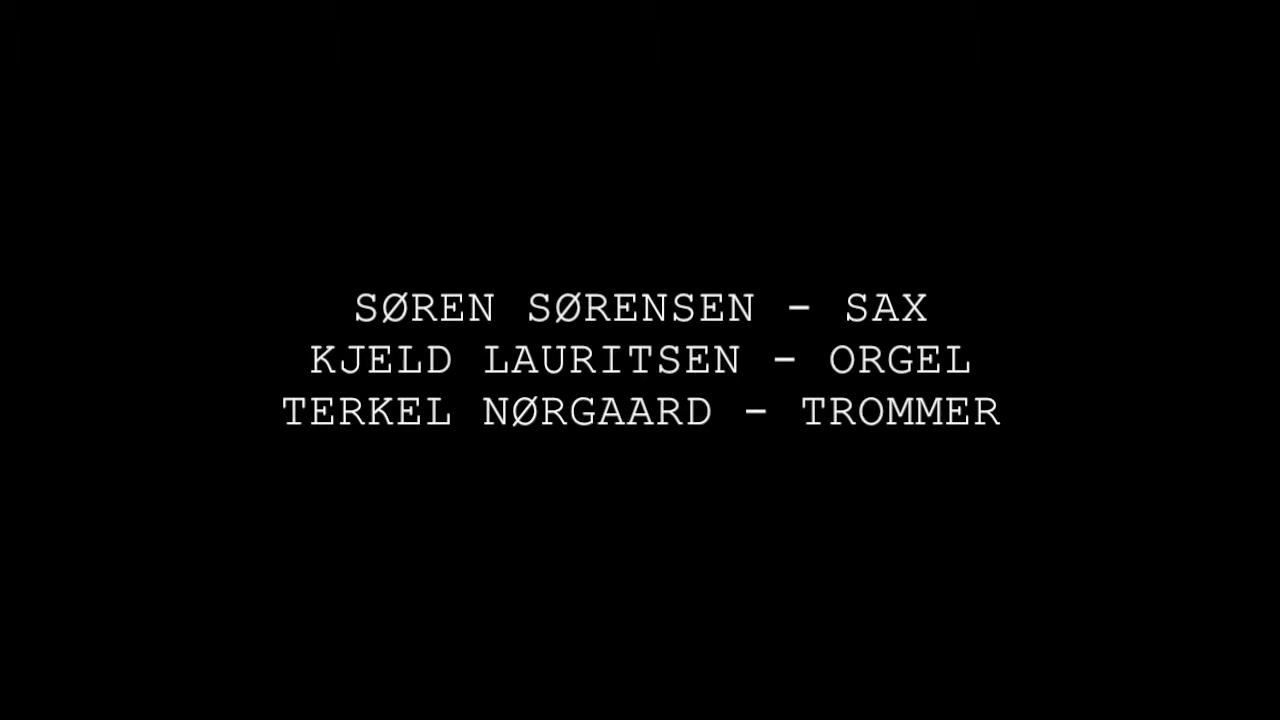 SØREN SØRENSEN - SAX
KJELD LAURITSEN - ORGEL
TERKEL NØRGAARD - TROMMER